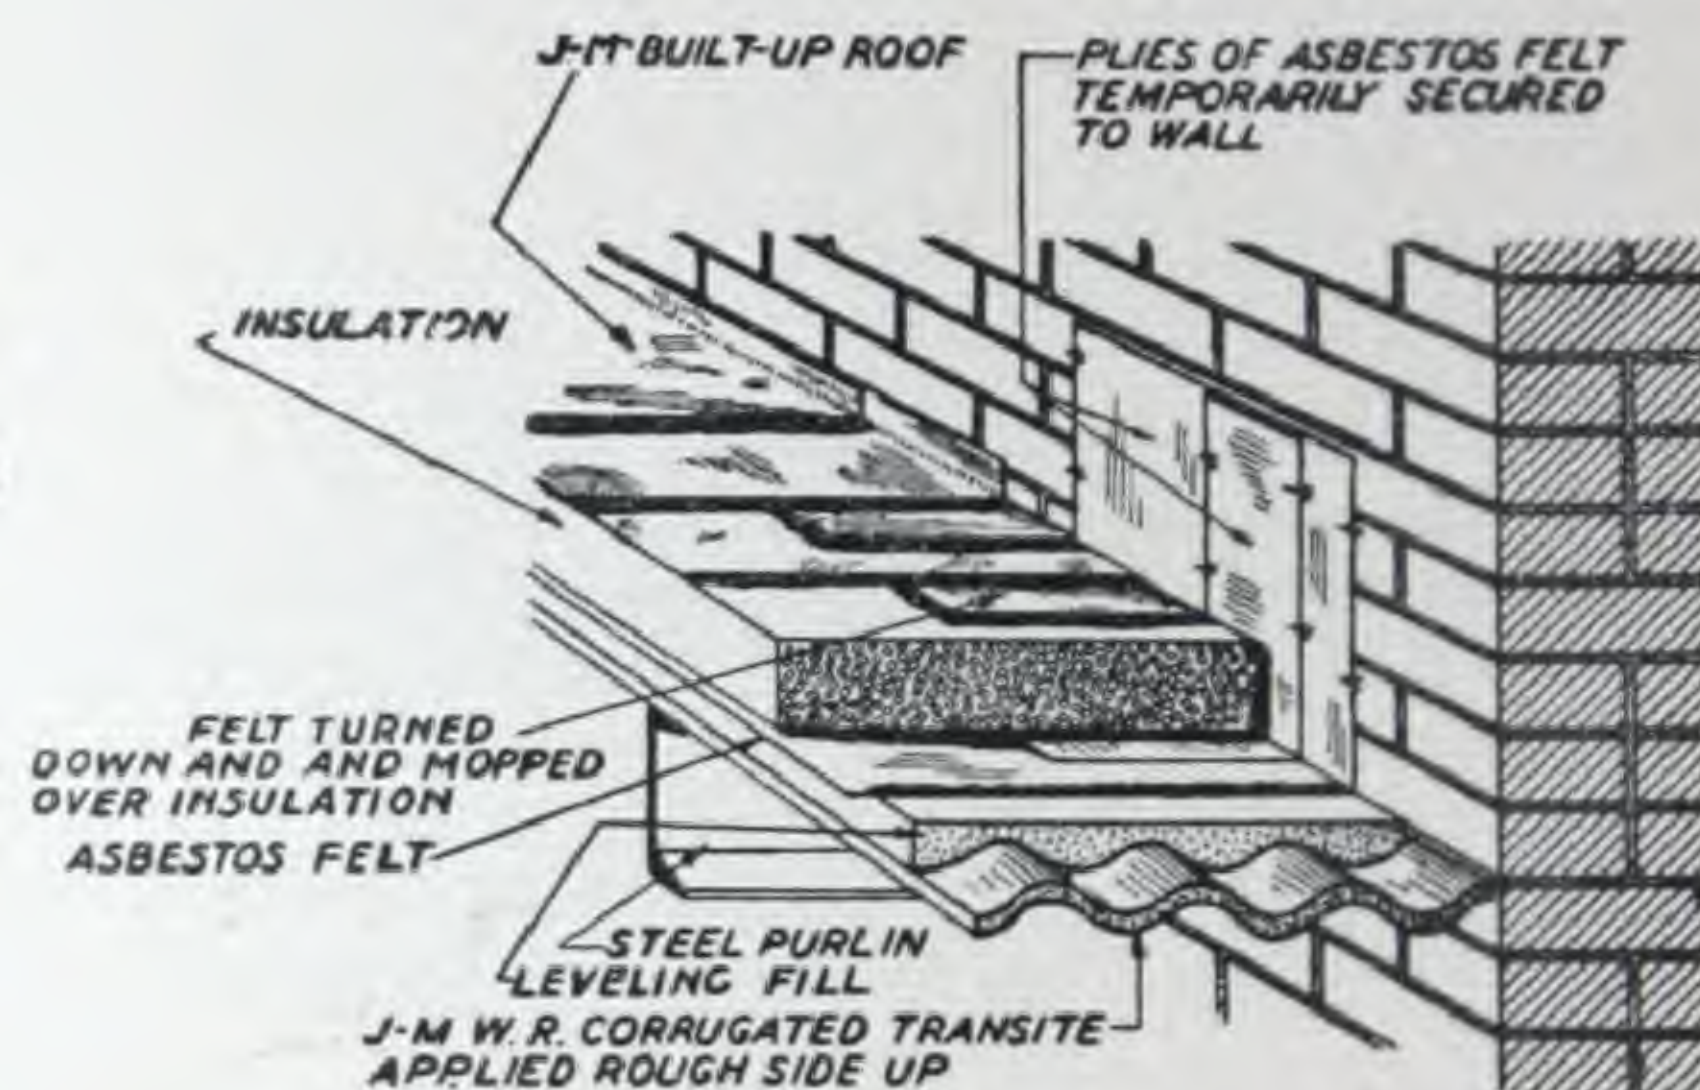 J-M BUILT-UP ROOF
PLIES OF ASBESTOS FELT
TEMPORARILY SECURED
TO WALL
INSULATION
FELT TURNED
DOWN AND AND MOPPED
OVER INSULATION
ASBESTOS FELT
STEEL PURLIN
LEVELING FILL
J-M W.R. CORRUGATED TRANSITE
APPLIED ROUGH SIDE UP